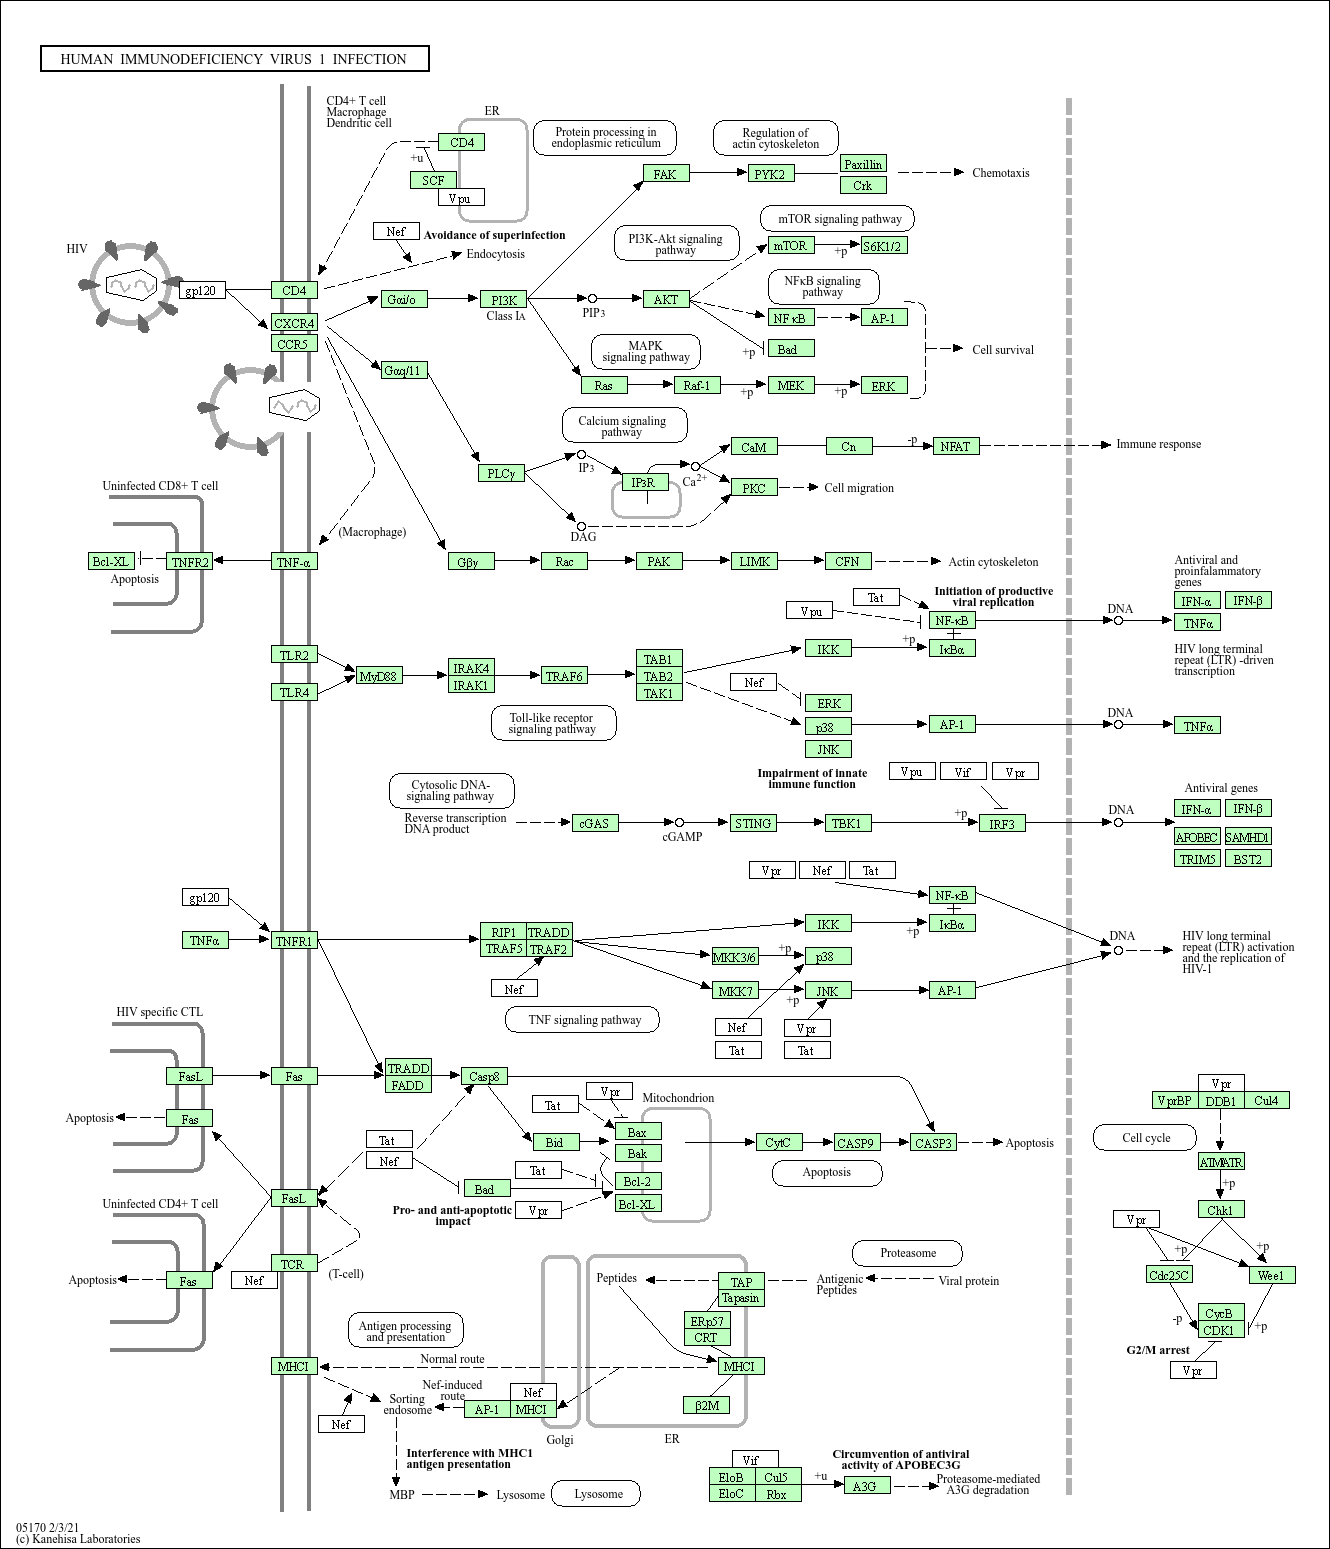 HUMAN IMMUNODEFICIENCY VIRUS 1 INFECTION
CD4+ T cell
Macrophage
Dendritic cell
ER
CD4
+u
SCF
Vpu
Protein processing in
endoplasmic reticulum
Regulation of
actin cytoskeleton
FAK
PYK2
Paxillin
Crk
Chemotaxis
HIV
gp120
CD4
CXCR4
CCR5
Nef
Avoidance of superinfection
Endocytosis
PI3K-Akt signaling
pathway
mTOR signaling pathway
mTOR
+p
S6K1/2
Gαi/o
PI3K
Class IA
PIP3
AKT
NFκB signaling
pathway
NFκB
AP-1
+p
Bad
Cell survival
MAPK
signaling pathway
Gαq/11
Ras
Raf-1
+p
MEK
+p
ERK
Calcium signaling
pathway
PLCγ
IP3
IP3R
Ca2+
DAG
CaM
Cn
-p
NFAT
Immune response
PKC
Cell migration
Uninfected CD8+ T cell
Bcl-XL
TNFR2
Apoptosis
TNF-α
(Macrophage)
Gβγ
Rac
PAK
LIMK
CFN
Actin cytoskeleton
Initiation of productive
viral replication
Tat
Vpu
NF-κB
+p
IKK
IκBα
DNA
Antiviral and
proinfalammatory
genes
IFN-α
IFN-β
TNFα
HIV long terminal
repeat (LTR) -driven
transcription
TLR2
TLR4
MyD88
IRAK4
IRAK1
TRAF6
TAB1
TAB2
TAK1
Toll-like receptor
signaling pathway
Nef
ERK
p38
JNK
AP-1
DNA
TNFα
Impairment of innate
immune function
Vpu
Vif
Vpr
Cytosolic DNA-
signaling pathway
Reverse transcription
DNA product
cGAS
cGAMP
STING
TBK1
+p
IRF3
DNA
Antiviral genes
IFN-α
IFN-β
APOBEC
SAMHD1
TRIM5
BST2
Vpr
Nef
Tat
gp120
TNFα
TNFR1
RIP1
TRADD
TRAF5
TRAF2
Nef
TNF signaling pathway
IKK
+p
NF-κB
IκBα
MKK3/6
+p
p38
MKK7
+p
JNK
AP-1
Nef
Tat
Vpr
Tat
DNA
HIV long terminal
repeat (LTR) activation
and the replication of
HIV-1
HIV specific CTL
FasL
Fas
Fas
Apoptosis
TRADD
FADD
Casp8
Tat
Nef
Vpr
Tat
Mitochondrion
Bax
Bid
Bak
Tat
Bcl-2
Bad
Vpr
Bcl-XL
Pro- and anti-apoptotic
impact
CytC
CASP9
CASP3
Apoptosis
Apoptosis
Uninfected CD4+ T cell
FasL
TCR
Nef
(T-cell)
Apoptosis
Fas
Vpr
VprBP
DDB1
Cul4
Cell cycle
ATM/ATR
+p
Chk1
Vpr
+p
+p
Cdc25C
Wee1
CycB
CDK1
-p
+p
G2/M arrest
Vpr
Proteasome
Peptides
TAP
Tapasin
Antigenic
Peptides
Viral protein
ERp57
CRT
MHCI
β2M
ER
Antigen processing
and presentation
MHCI
Normal route
Nef-induced
route
Nef
AP-1
MHCI
Golgi
Sorting
endosome
Nef
Interference with MHC1
antigen presentation
MBP
Lysosome
Lysosome
Vif
EloB
Cul5
EloC
Rbx
+u
A3G
Circumvention of antiviral
activity of APOBEC3G
Proteasome-mediated
A3G degradation
05170 2/3/21
(c) Kanehisa Laboratories